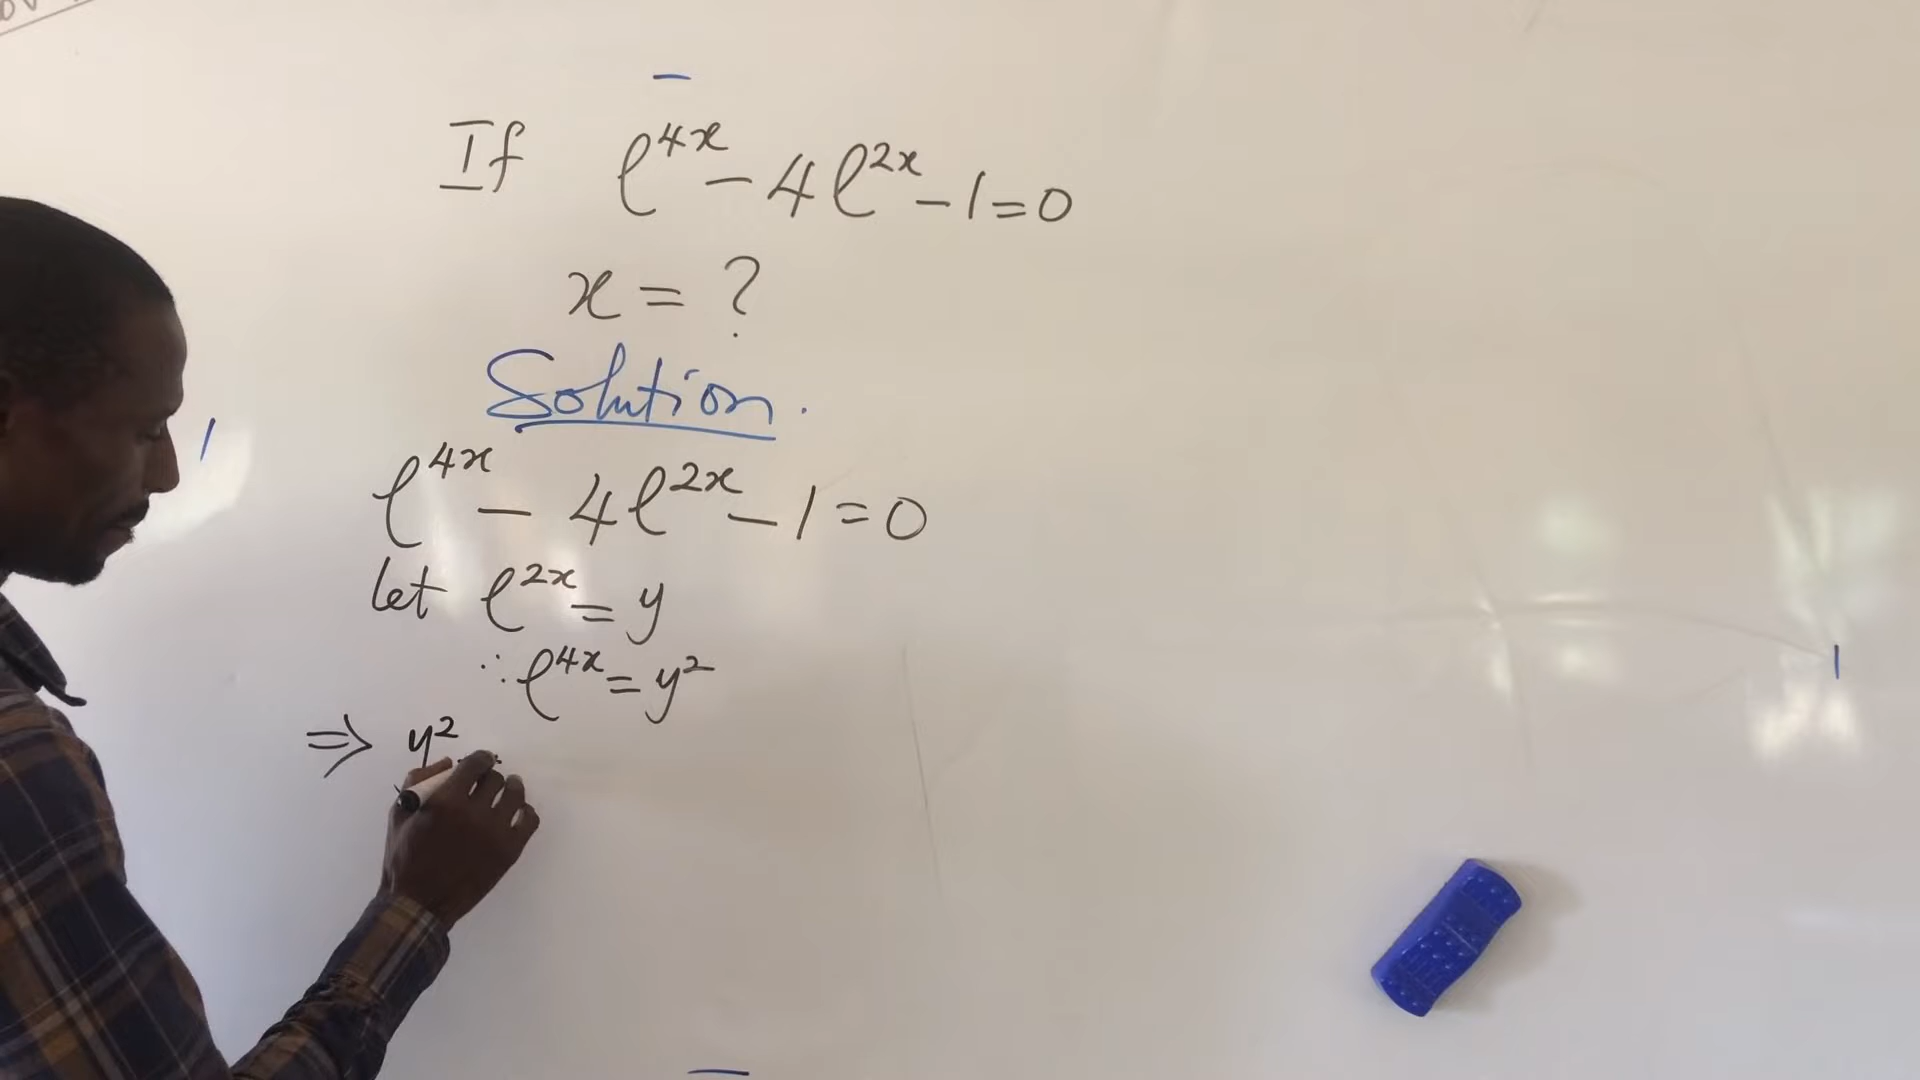 If e^{4x} - 4e^{2x} - 1 = 0
x = ?
Solution.
e^{4x} - 4e^{2x} - 1 = 0
let e^{2x} = y
∴ e^{4x} = y²
⇒ y²